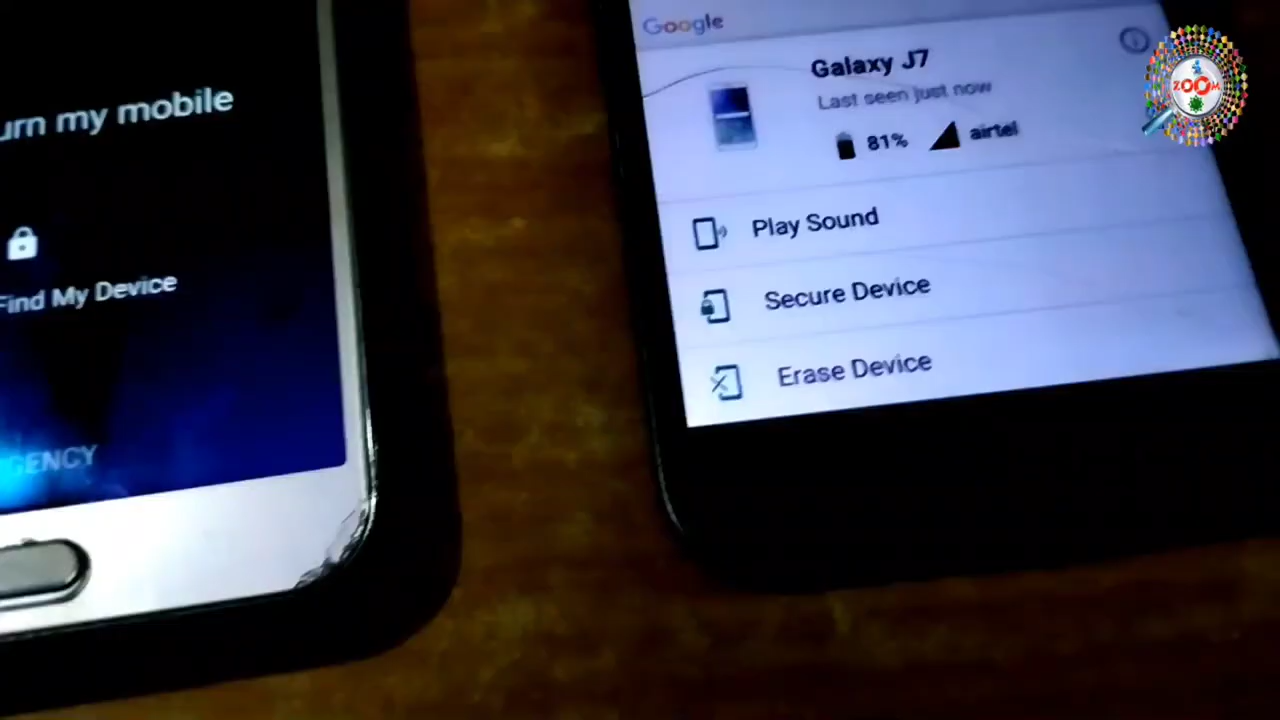 urn my mobile
Find My Device
GENCY
Google
Galaxy J7
Last seen just now
81% airtel
Play Sound
Secure Device
Erase Device
ZOOM